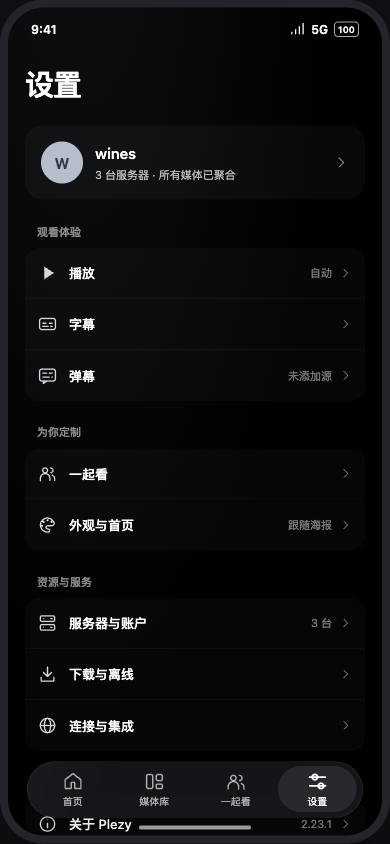 9:41
5G 100
设置
W
wines
3 台服务器 · 所有媒体已聚合
观看体验
播放 自动
字幕
弹幕 未添加源
为你定制
一起看
外观与首页 跟随海报
资源与服务
服务器与账户 3 台
下载与离线
连接与集成
首页 媒体库 一起看 设置
关于 Plezy 2.23.1